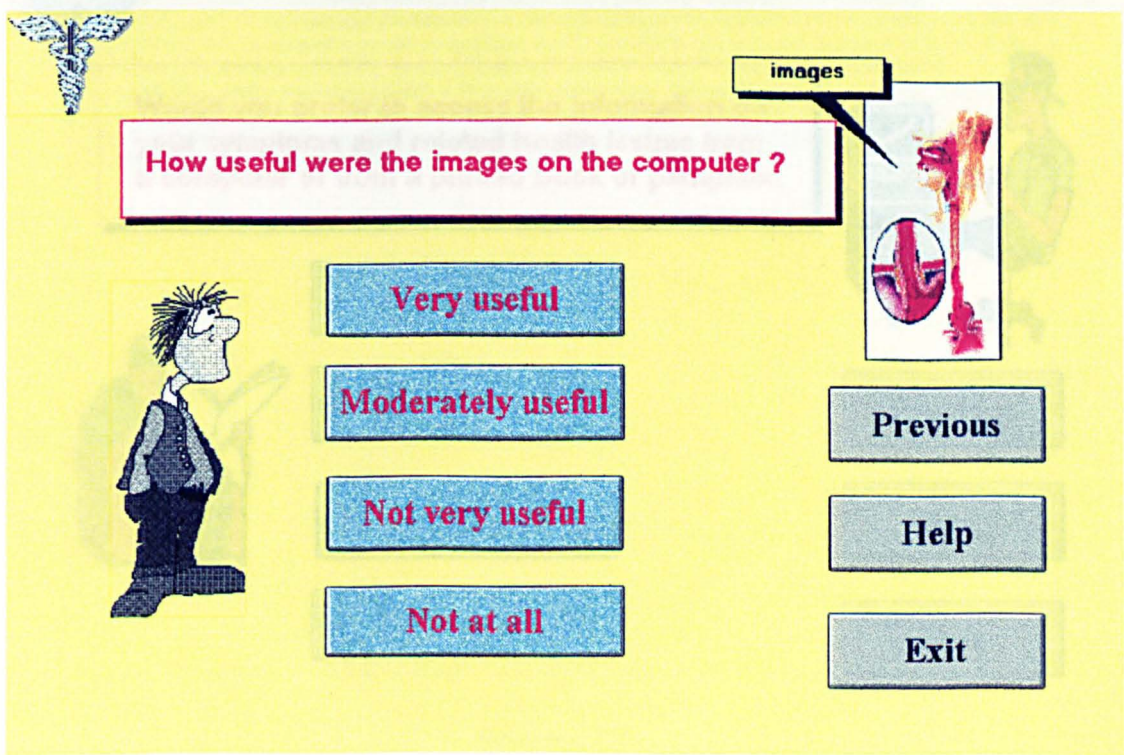 images
How useful were the images on the computer ?
Very useful
Moderately useful
Not very useful
Not at all
Previous
Help
Exit